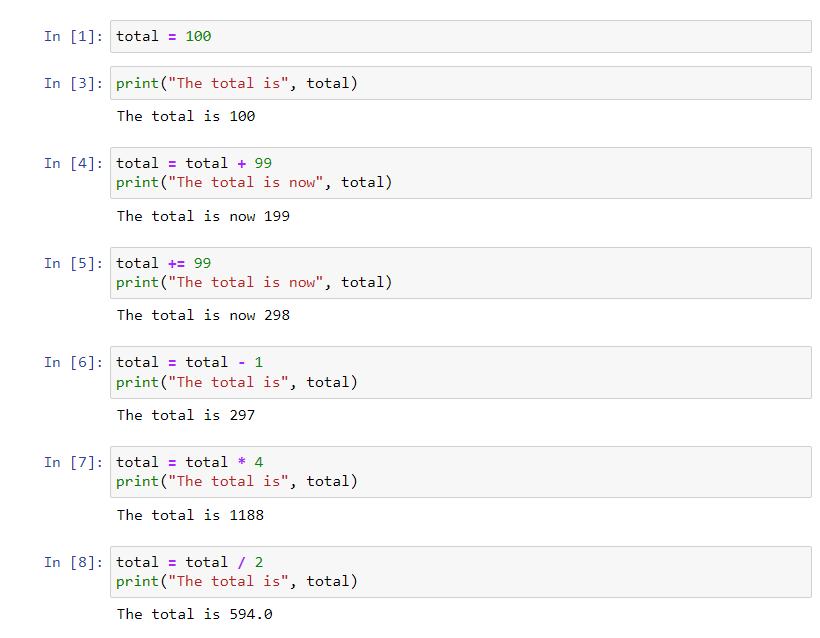 In [1]: total = 100
In [3]: print("The total is", total)
The total is 100
In [4]: total = total + 99
print("The total is now", total)
The total is now 199
In [5]: total += 99
print("The total is now", total)
The total is now 298
In [6]: total = total - 1
print("The total is", total)
The total is 297
In [7]: total = total * 4
print("The total is", total)
The total is 1188
In [8]: total = total / 2
print("The total is", total)
The total is 594.0